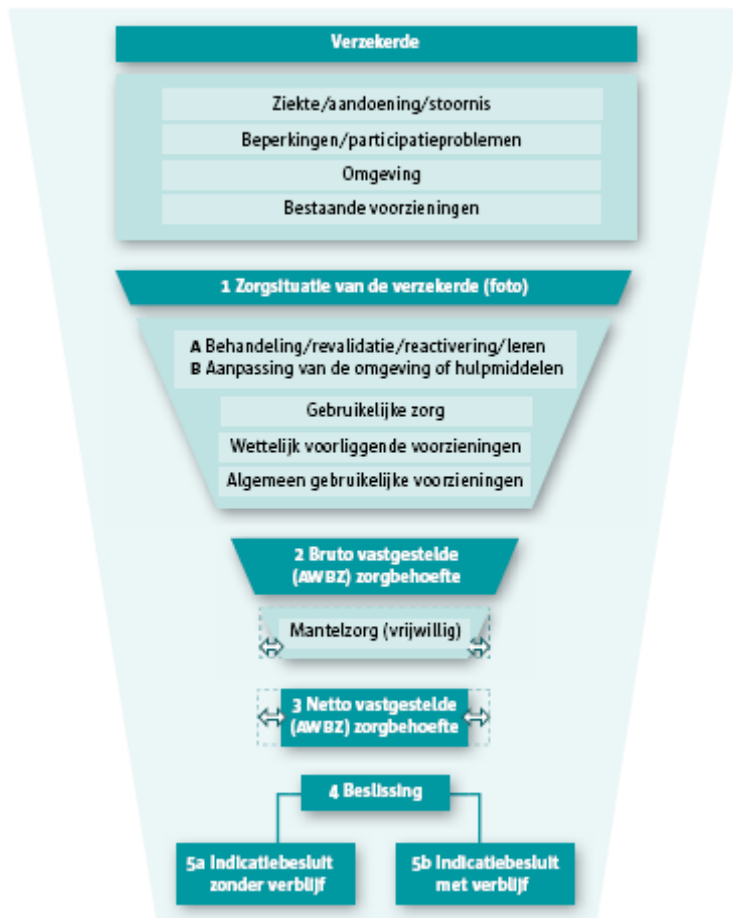 Verzekerde
Ziekte/aandoening/stoornis
Beperkingen/participatieproblemen
Omgeving
Bestaande voorzieningen
1 Zorgsituatie van de verzekerde (foto)
A Behandeling/revalidatie/reactivering/leren
B Aanpassing van de omgeving of hulpmiddelen
Gebruikelijke zorg
Wettelijk voorliggende voorzieningen
Algemeen gebruikelijke voorzieningen
2 Bruto vastgestelde
(AWBZ) zorgbehoefte
Mantelzorg (vrijwillig)
3 Netto vastgestelde
(AWBZ) zorgbehoefte
4 Beslissing
5a Indicatiebesluit
zonder verblijf
5b Indicatiebesluit
met verblijf